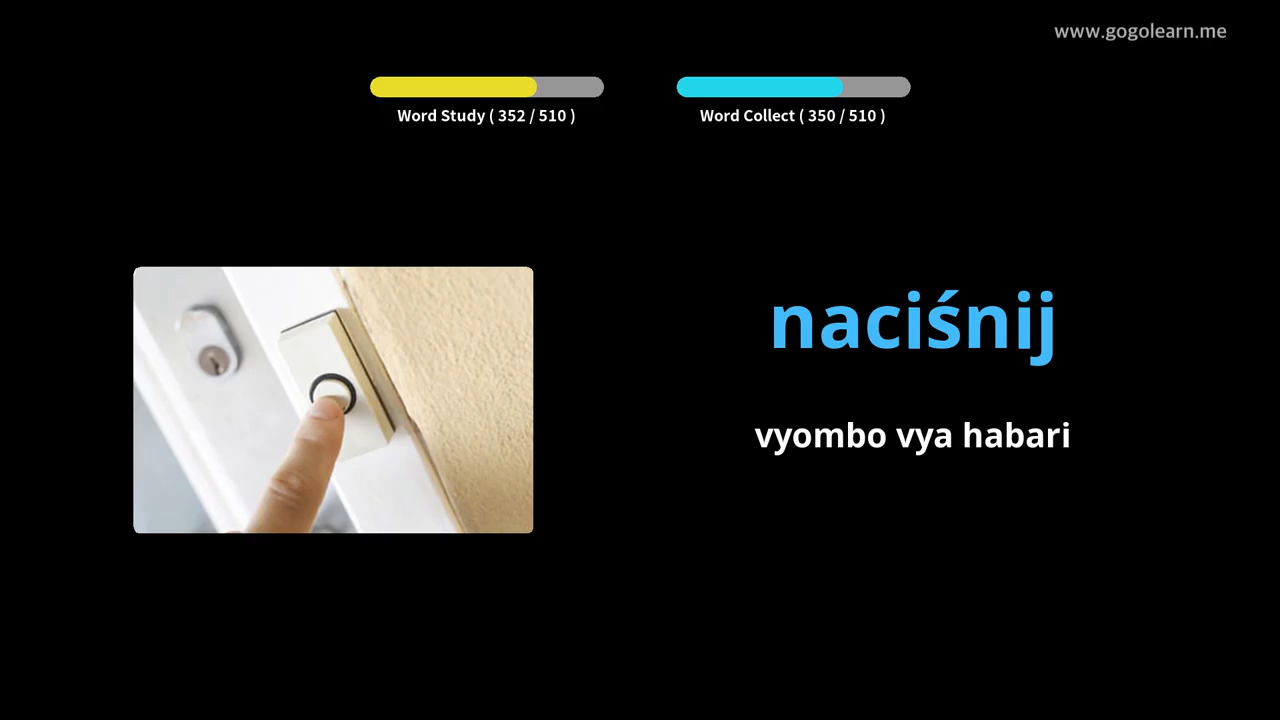 www.gogolearn.me
Word Study ( 352 / 510 )
Word Collect ( 350 / 510 )
naciśnij
vyombo vya habari